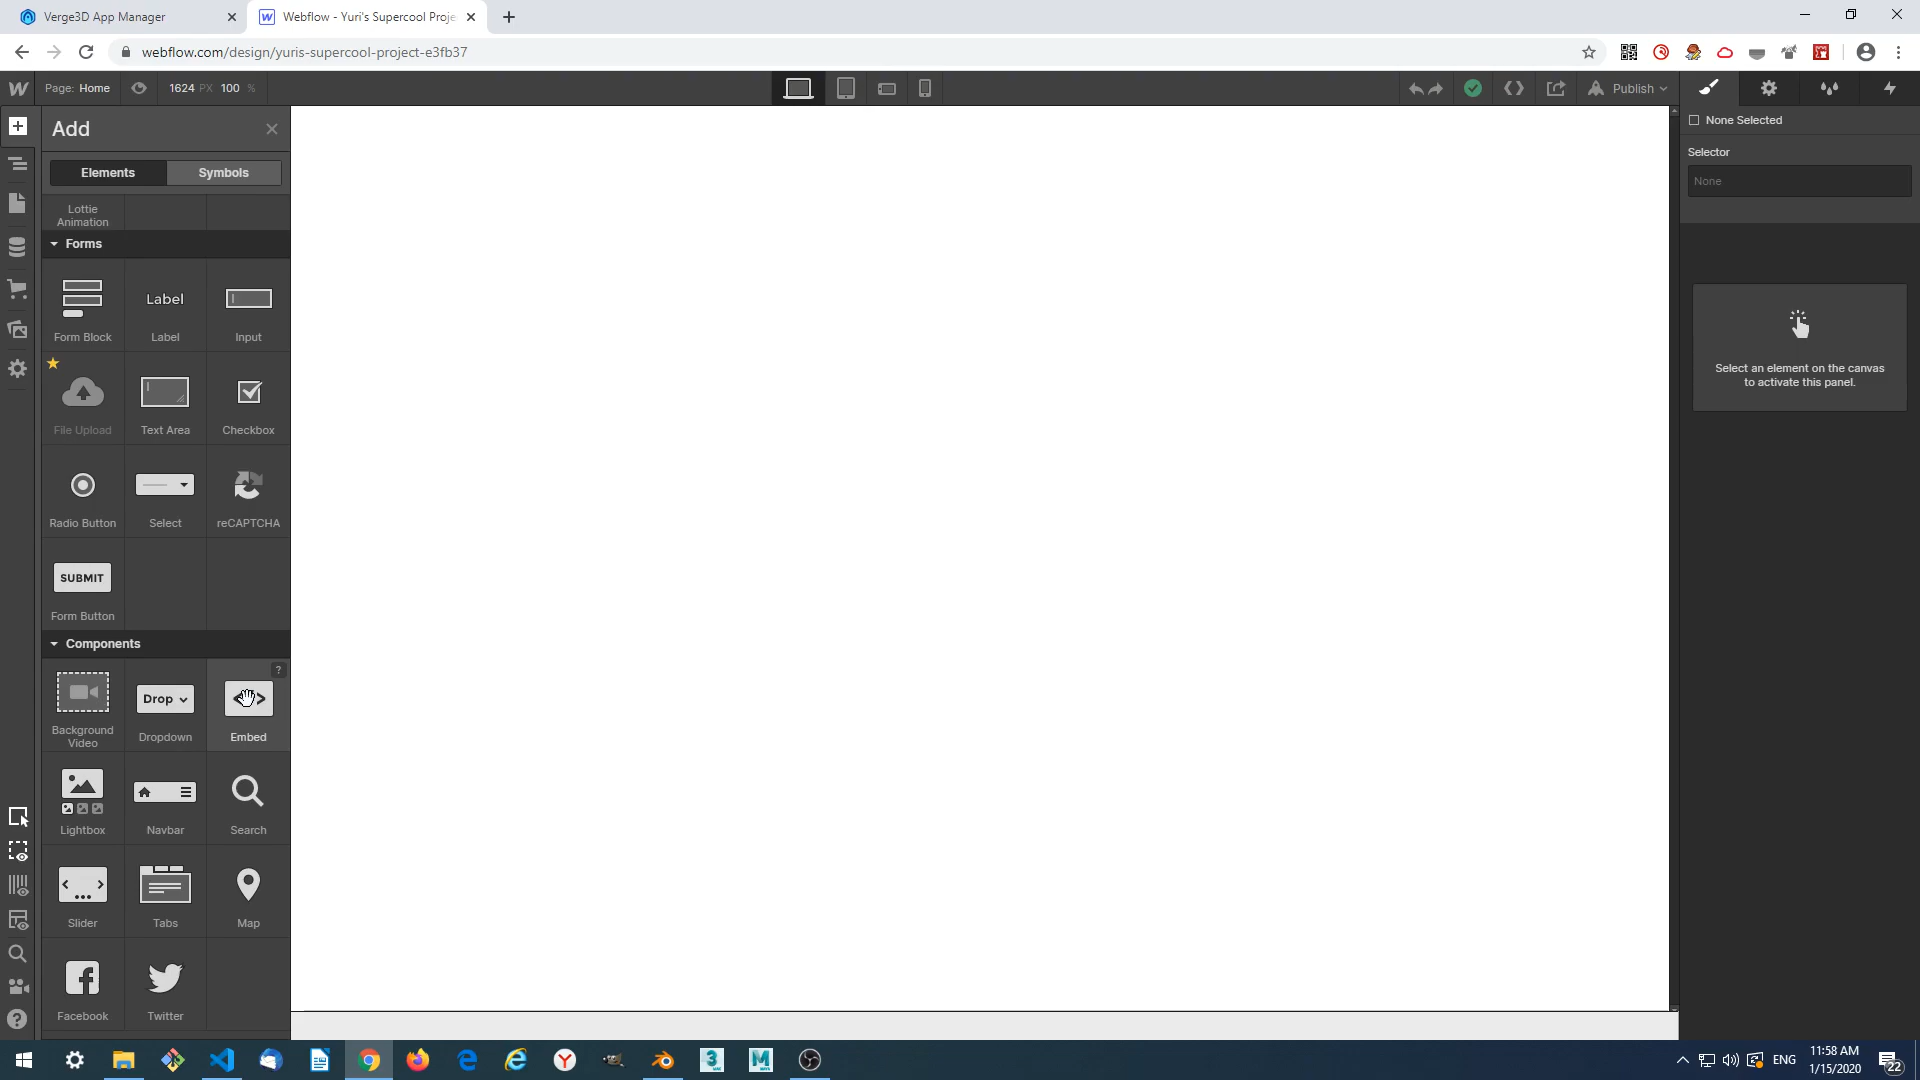 Verge3D App Manager
Webflow - Yuri's Supercool Proje
webflow.com/design/yuris-supercool-project-e3fb37
Page: Home
1624 PX 100 %
Publish
Add
Elements
Symbols
Lottie
Animation
Forms
Label
Form Block
Label
Input
File Upload
Text Area
Checkbox
Radio Button
Select
reCAPTCHA
SUBMIT
Form Button
Components
?
Drop
Background
Video
Dropdown
Embed
Lightbox
Navbar
Search
Slider
Tabs
Map
Facebook
Twitter
None Selected
Selector
None
Select an element on the canvas
to activate this panel.
ENG
11:58 AM
1/15/2020
22